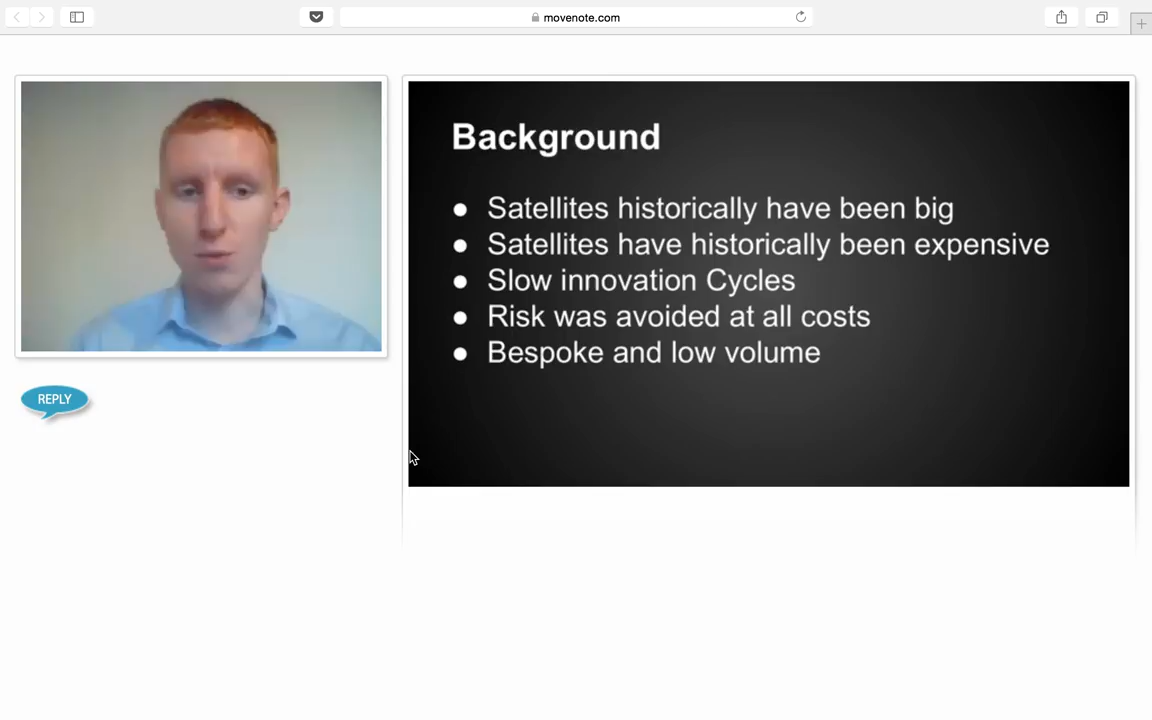 movenote.com
Background
● Satellites historically have been big
● Satellites have historically been expensive
● Slow innovation Cycles
● Risk was avoided at all costs
● Bespoke and low volume
REPLY